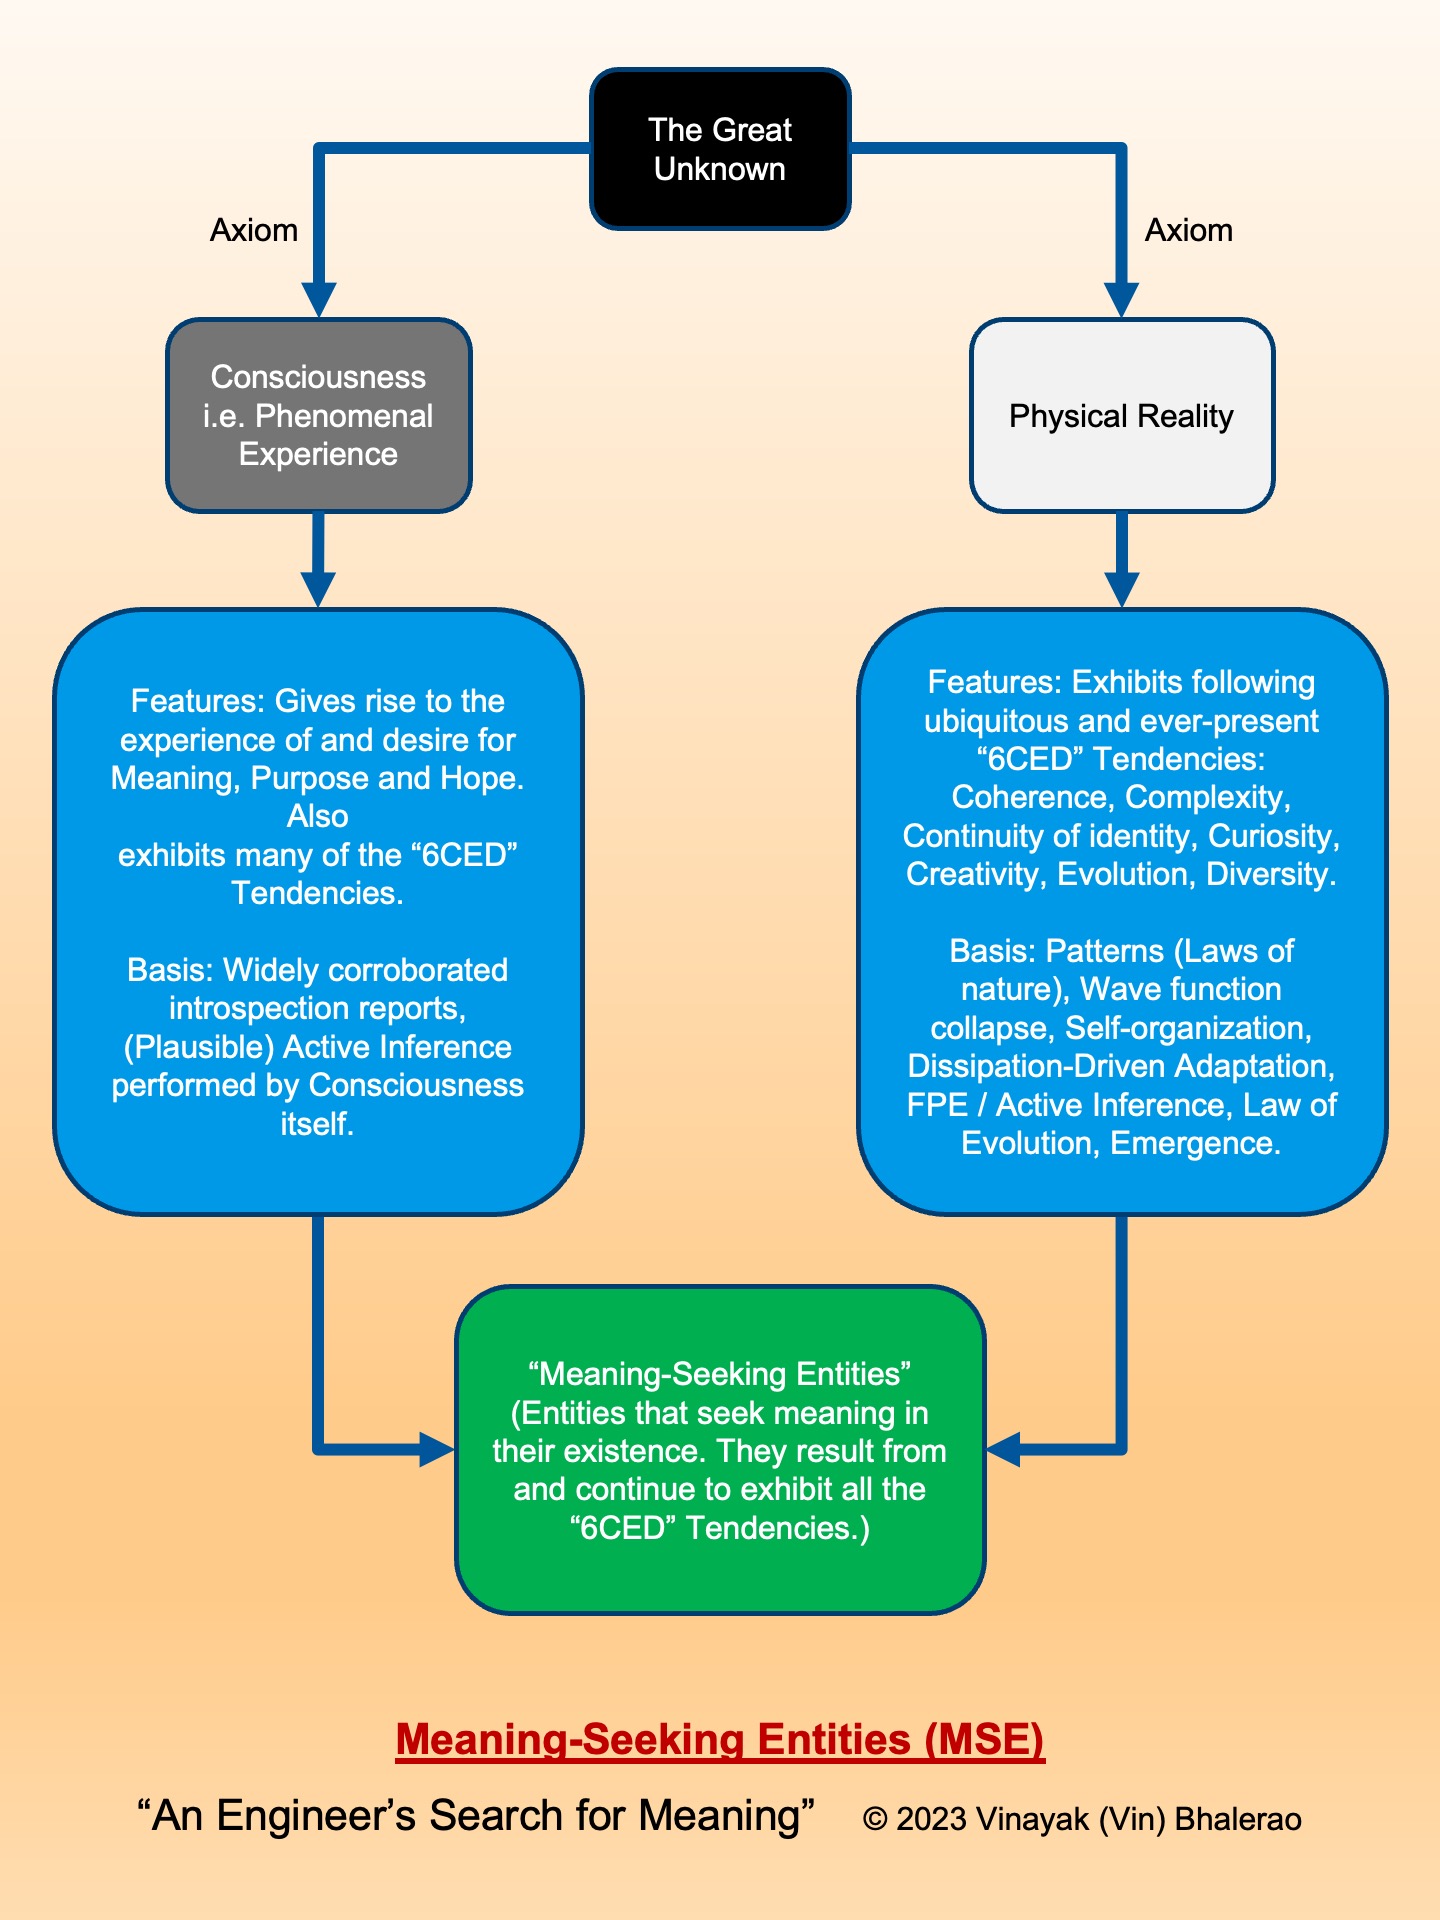 The Great
Unknown
Axiom
Axiom
Consciousness
i.e. Phenomenal
Experience
Physical Reality
Features: Gives rise to the
experience of and desire for
Meaning, Purpose and Hope.
Also
exhibits many of the “6CED”
Tendencies.
Basis: Widely corroborated
introspection reports,
(Plausible) Active Inference
performed by Consciousness
itself.
Features: Exhibits following
ubiquitous and ever-present
“6CED” Tendencies:
Coherence, Complexity,
Continuity of identity, Curiosity,
Creativity, Evolution, Diversity.
Basis: Patterns (Laws of
nature), Wave function
collapse, Self-organization,
Dissipation-Driven Adaptation,
FPE / Active Inference, Law of
Evolution, Emergence.
“Meaning-Seeking Entities”
(Entities that seek meaning in
their existence. They result from
and continue to exhibit all the
“6CED” Tendencies.)
Meaning-Seeking Entities (MSE)
“An Engineer’s Search for Meaning” © 2023 Vinayak (Vin) Bhalerao